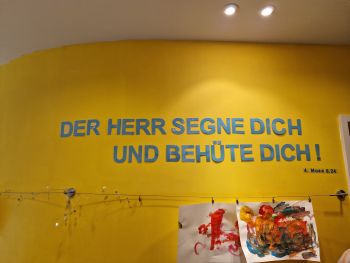 DER HERR SEGNE DICH
UND BEHÜTE DICH !
4. Mose 6,24